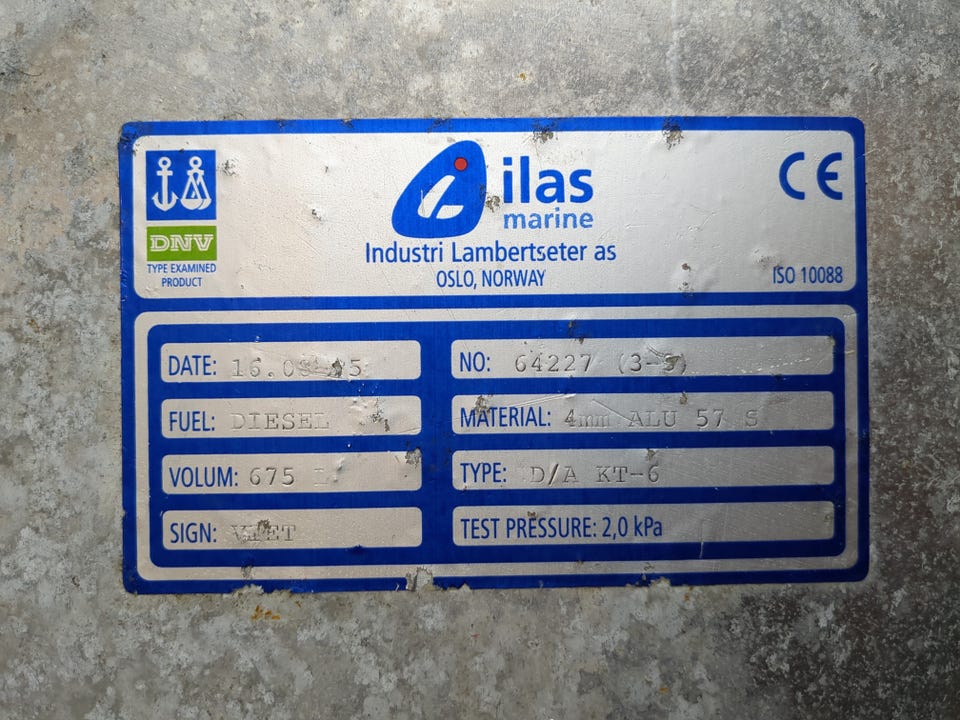 DNV
TYPE EXAMINED
PRODUCT
ilas
marine
Industri Lambertseter as
OSLO, NORWAY
CE
ISO 10088
DATE:
NO: 64227
FUEL: DIESEL
MATERIAL: 4mm ALU 57 S
VOLUM: 675 L
TYPE: D/A KT-6
SIGN:
TEST PRESSURE: 2,0 kPa